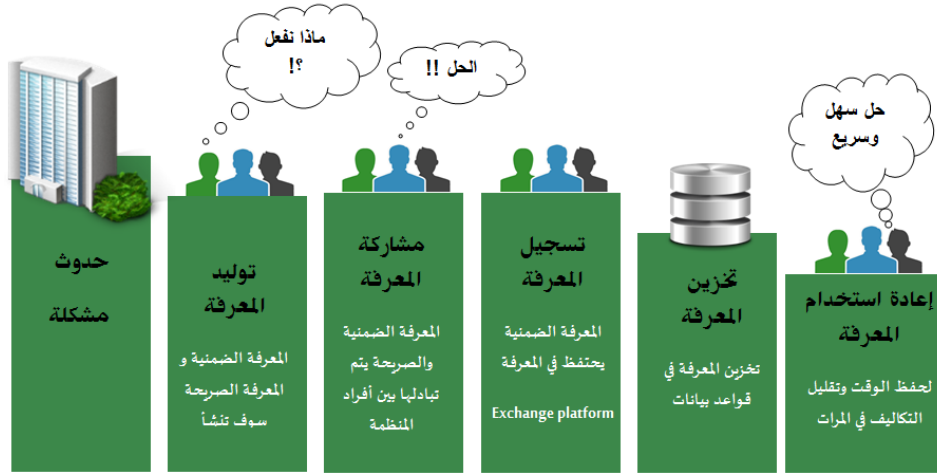 حدوث
مشكلة
ماذا نفعل
؟!
توليد
المعرفة
المعرفة الضمنية و
المعرفة الصريحة
سوف تنشأ
الحل !!
مشاركة
المعرفة
المعرفة الضمنية
والصريحة يتم
تبادلها بين أفراد
المنظمة
تسجيل
المعرفة
المعرفة الضمنية
يحتفظ في المعرفة
Exchange platform
تخزين
المعرفة
تخزين المعرفة في
قواعد بيانات
حل سهل
وسريع
إعادة استخدام
المعرفة
لحفظ الوقت وتقليل
التكاليف في المرات